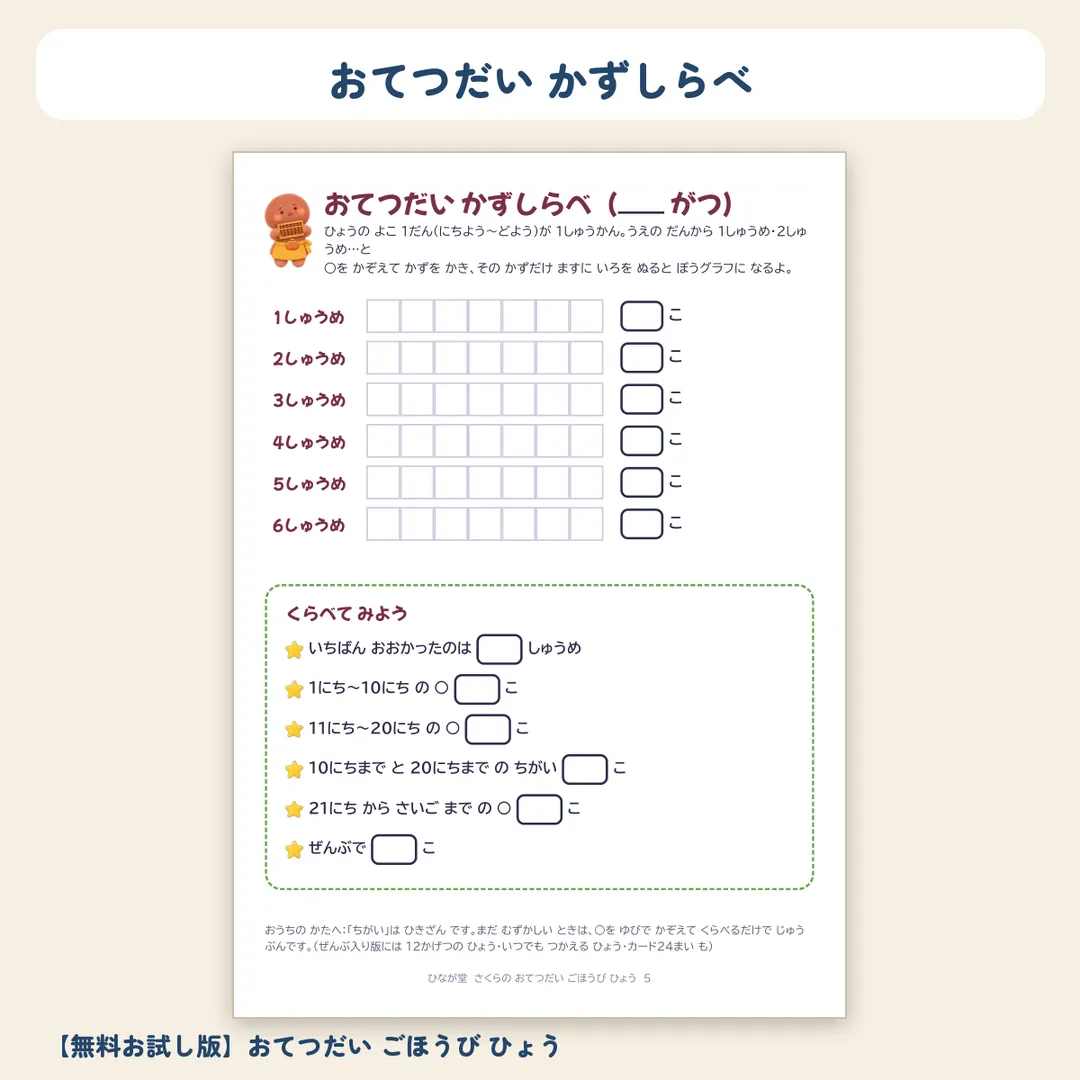 おてつだい かずしらべ
おてつだい かずしらべ (___ がつ)
ひょうの よこ 1だん(にちよう〜どよう)が 1しゅうかん。うえの だんから 1しゅうめ・2しゅ
うめ…と
○を かぞえて かずを かき、その かずだけ ますに いろを ぬると ぼうグラフに なるよ。
1しゅうめ こ
2しゅうめ こ
3しゅうめ こ
4しゅうめ こ
5しゅうめ こ
6しゅうめ こ
くらべて みよう
いちばん おおかったのは しゅうめ
1にち〜10にち の ○ こ
11にち〜20にち の ○ こ
10にちまで と 20にちまで の ちがい こ
21にち から さいご まで の ○ こ
ぜんぶで こ
おうちの かたへ:「ちがい」は ひきざん です。まだ むずかしい ときは、○を ゆびで かぞえて くらべるだけで じゅう
ぶんです。(ぜんぶ入り版には 12かげつの ひょう・いつでも つかえる ひょう・カード24まい も)
ひなが堂 さくらの おてつだい ごほうび ひょう 5
【無料お試し版】おてつだい ごほうび ひょう